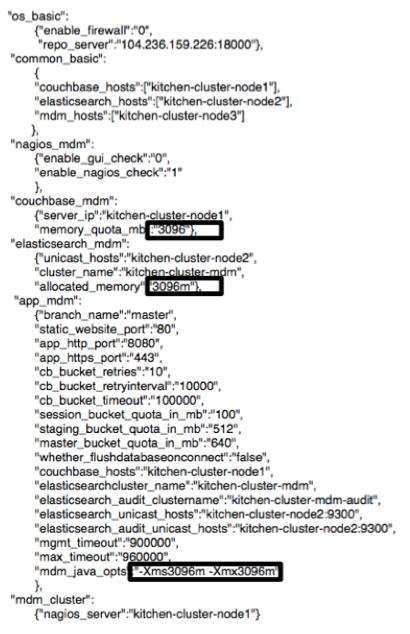 "os_basic":
{"enable_firewall":"0",
"repo_server":"104.236.159.226:18000"},
"common_basic":
{
"couchbase_hosts":["kitchen-cluster-node1"],
"elasticsearch_hosts":["kitchen-cluster-node2"],
"mdm_hosts":["kitchen-cluster-node3"]
},
"nagios_mdm":
{"enable_gui_check":"0",
"enable_nagios_check":"1"
},
"couchbase_mdm":
{"server_ip":"kitchen-cluster-node1",
"memory_quota_mb":"3096"},
"elasticsearch_mdm":
{"unicast_hosts":"kitchen-cluster-node2",
"cluster_name":"kitchen-cluster-mdm",
"allocated_memory":"3096m"},
"app_mdm":
{"branch_name":"master",
"static_website_port":"80",
"app_http_port":"8080",
"app_https_port":"443",
"cb_bucket_retries":"10",
"cb_bucket_retryinterval":"10000",
"cb_bucket_timeout":"100000",
"session_bucket_quota_in_mb":"100",
"staging_bucket_quota_in_mb":"512",
"master_bucket_quota_in_mb":"640",
"whether_flushdatabaseonconnect":"false",
"couchbase_hosts":"kitchen-cluster-node1",
"elasticsearchcluster_name":"kitchen-cluster-mdm",
"elasticsearch_audit_clustername":"kitchen-cluster-mdm-audit",
"elasticsearch_unicast_hosts":"kitchen-cluster-node2:9300",
"elasticsearch_audit_unicast_hosts":"kitchen-cluster-node2:9300",
"mgmt_timeout":"900000",
"max_timeout":"960000",
"mdm_java_opts":"-Xms3096m -Xmx3096m"
},
"mdm_cluster":
{"nagios_server":"kitchen-cluster-node1"}